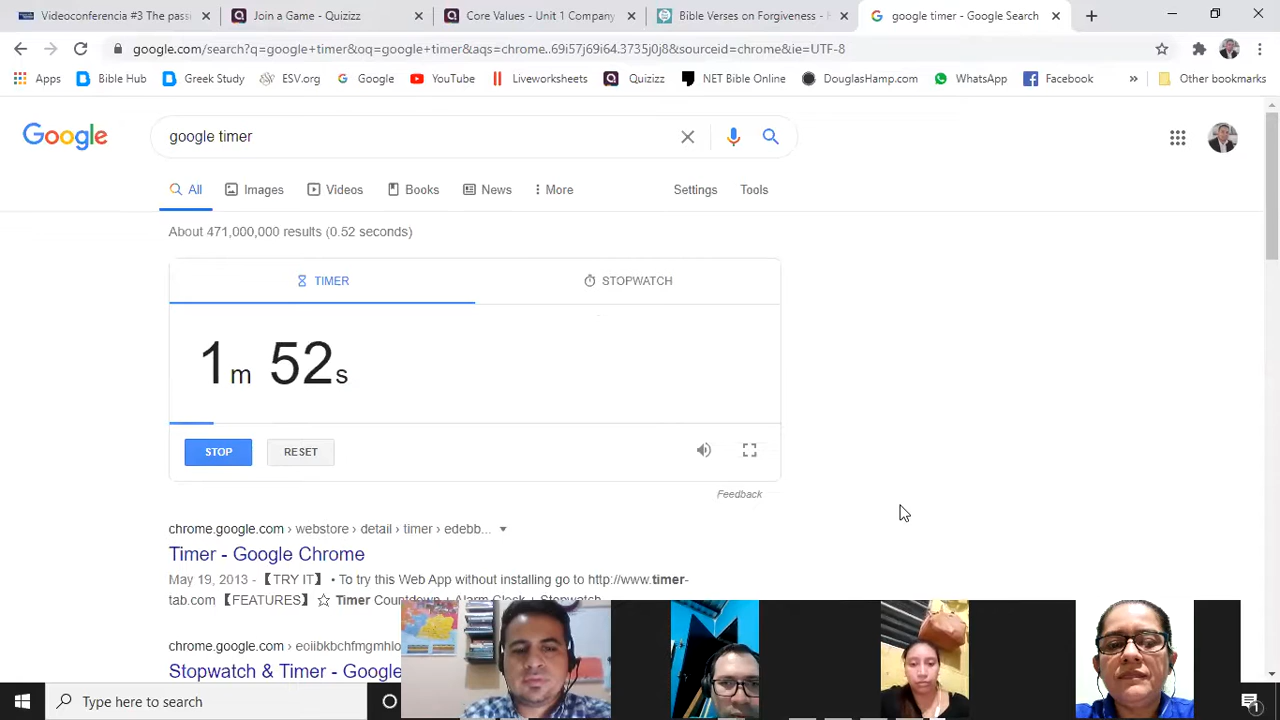 Videoconferencia #3 The past
Join a Game - Quizizz
Core Values - Unit 1 Company
Bible Verses on Forgiveness - H
google timer - Google Search
google.com/search?q=google+timer&oq=google+timer&aqs=chrome..69i57j69i64.3735j0j8&sourceid=chrome&ie=UTF-8
Apps Bible Hub Greek Study ESV.org Google YouTube Liveworksheets Quizizz NET Bible Online DouglasHamp.com WhatsApp Facebook » Other bookmarks
Google
google timer
All Images Videos Books News More Settings Tools
About 471,000,000 results (0.52 seconds)
TIMER STOPWATCH
1m 52s
STOP RESET
Feedback
chrome.google.com › webstore › detail › timer › edebb...
Timer - Google Chrome
May 19, 2013 - 【TRY IT】 • To try this Web App without installing go to http://www.timer-
tab.com 【FEATURES】 ☆ Timer Countdown + Alarm Clock + Stopwatch
chrome.google.com › eoiibkbchfmgmhlo
Stopwatch & Timer - Google
Type here to search
1